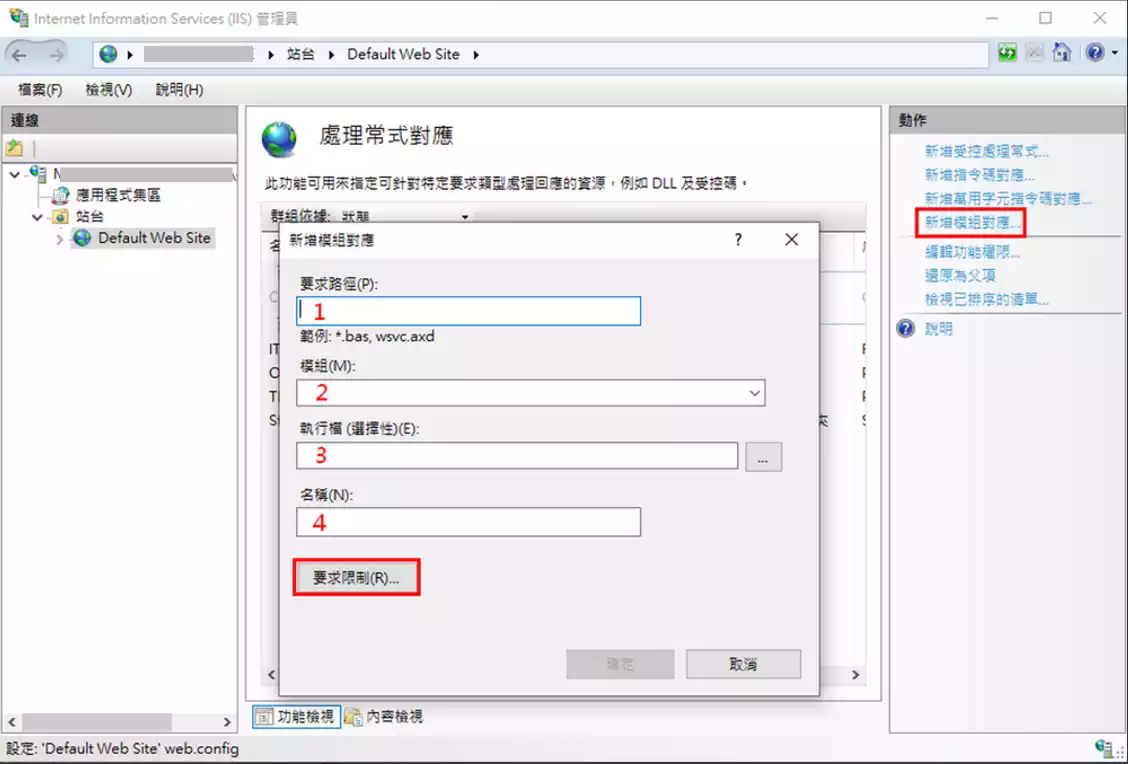 Internet Information Services (IIS) 管理員
站台
Default Web Site
檔案(F) 檢視(V) 說明(H)
連線
應用程式集區
站台
Default Web Site
處理常式對應
此功能可用來指定可針對特定要求類型處理回應的資源，例如 DLL 及受控碼。
群組依據: 狀態
新增模組對應
?
要求路徑(P):
1
範例: *.bas, wsvc.axd
模組(M):
2
執行檔 (選擇性)(E):
3
...
名稱(N):
4
要求限制(R)...
確定
取消
功能檢視
內容檢視
動作
新增受控處理常式...
新增指令碼對應...
新增萬用字元指令碼對應...
新增模組對應...
編輯功能權限...
還原為父項
檢視已排序的清單...
說明
設定: 'Default Web Site' web.config